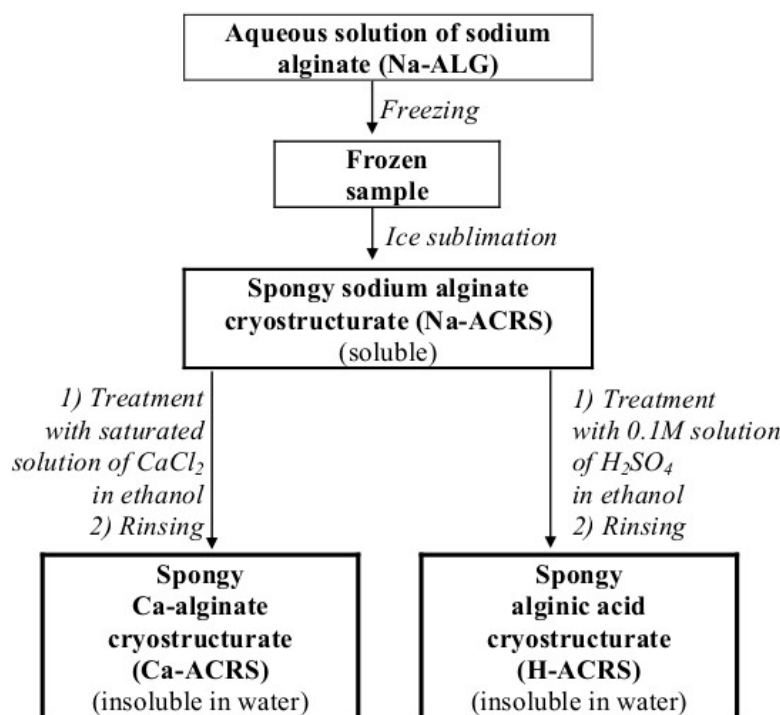 Aqueous solution of sodium
alginate (Na-ALG)
Freezing
Frozen
sample
Ice sublimation
Spongy sodium alginate
cryostructurate (Na-ACRS)
(soluble)
1) Treatment
with saturated
solution of CaCl₂
in ethanol
2) Rinsing
1) Treatment
with 0.1M solution
of H₂SO₄
in ethanol
2) Rinsing
Spongy
Ca-alginate
cryostructurate
(Ca-ACRS)
(insoluble in water)
Spongy
alginic acid
cryostructurate
(H-ACRS)
(insoluble in water)